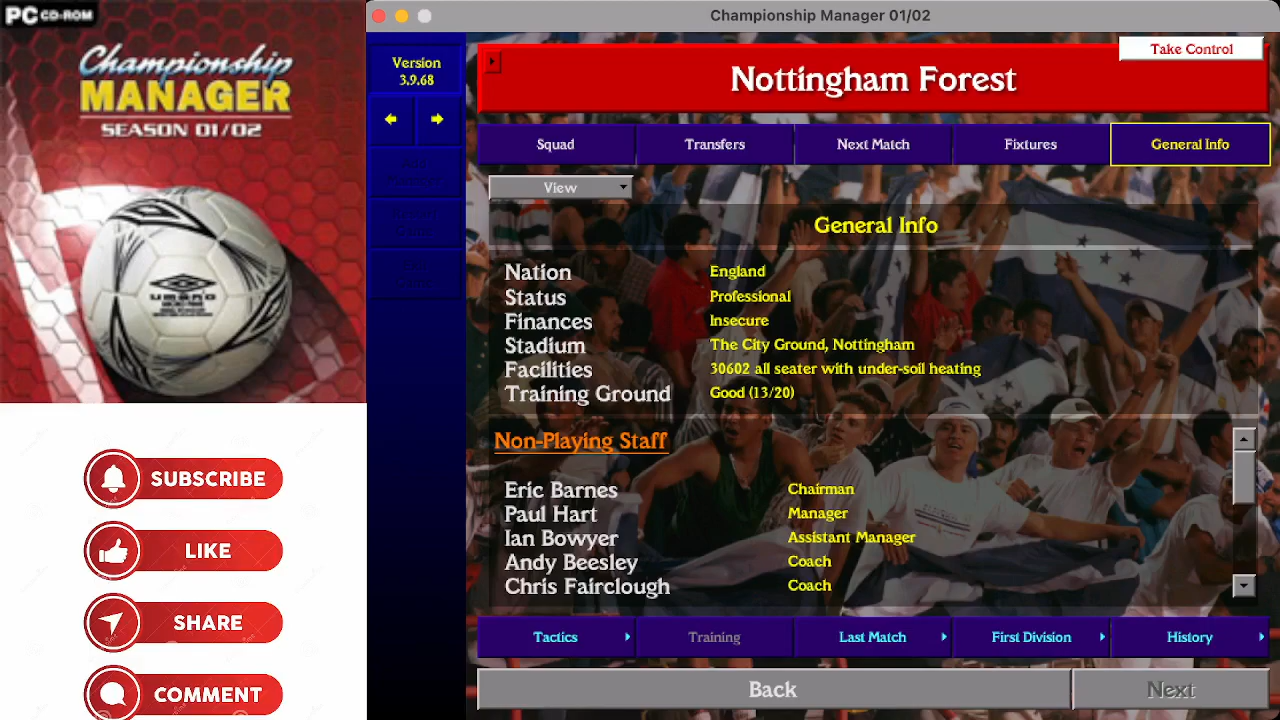 PC CD-ROM
Championship
MANAGER
SEASON 01/02
UMBRO
SUBSCRIBE
LIKE
SHARE
COMMENT
Championship Manager 01/02
Version
3.9.68
Take Control
Nottingham Forest
Squad
Transfers
Next Match
Fixtures
General Info
View
General Info
Nation England
Status Professional
Finances Insecure
Stadium The City Ground, Nottingham
Facilities 30602 all seater with under-soil heating
Training Ground Good (13/20)
Non-Playing Staff
Eric Barnes Chairman
Paul Hart Manager
Ian Bowyer Assistant Manager
Andy Beesley Coach
Chris Fairclough Coach
Tactics
Training
Last Match
First Division
History
Back
Next